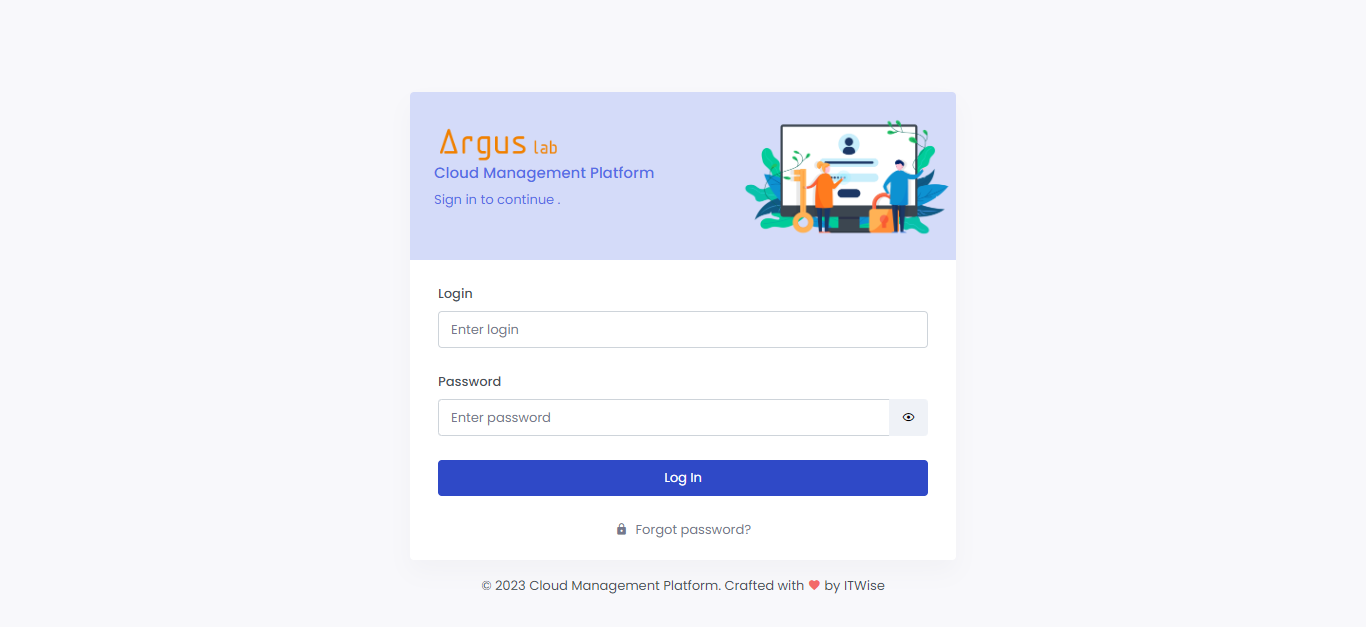 Argus lab
Cloud Management Platform
Sign in to continue .
Login
Enter login
Password
Enter password
Log In
Forgot password?
© 2023 Cloud Management Platform. Crafted with ❤ by ITWise